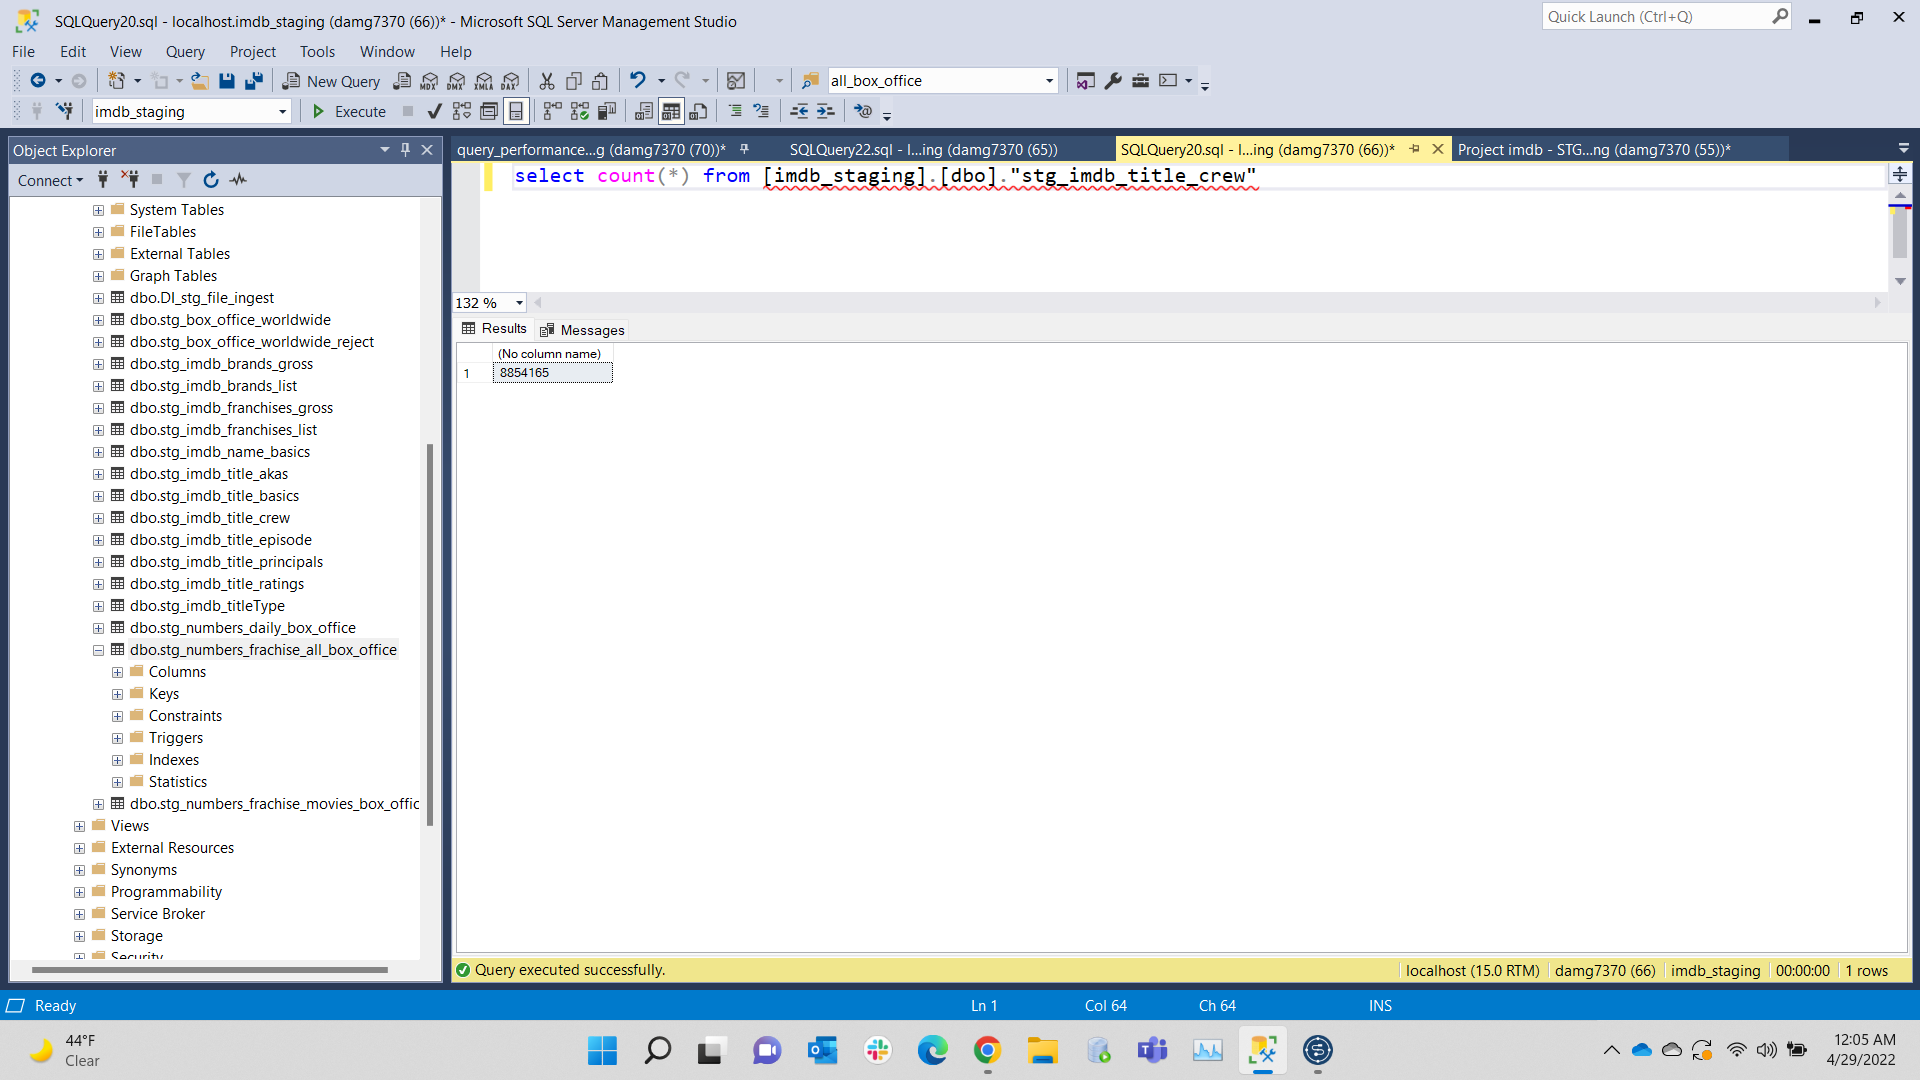 SQLQuery20.sql - localhost.imdb_staging (damg7370 (66))* - Microsoft SQL Server Management Studio
Quick Launch (Ctrl+Q)
File Edit View Query Project Tools Window Help
New Query MDX DMX XMLA DAX all_box_office
imdb_staging Execute
Object Explorer
query_performance...g (damg7370 (70))* SQLQuery22.sql - l...ing (damg7370 (65)) SQLQuery20.sql - l...ing (damg7370 (66))* Project imdb - STG...ng (damg7370 (55))*
Connect
select count(*) from [imdb_staging].[dbo]."stg_imdb_title_crew"
System Tables
FileTables
External Tables
Graph Tables
dbo.DI_stg_file_ingest
dbo.stg_box_office_worldwide
dbo.stg_box_office_worldwide_reject
dbo.stg_imdb_brands_gross
dbo.stg_imdb_brands_list
dbo.stg_imdb_franchises_gross
dbo.stg_imdb_franchises_list
dbo.stg_imdb_name_basics
dbo.stg_imdb_title_akas
dbo.stg_imdb_title_basics
dbo.stg_imdb_title_crew
dbo.stg_imdb_title_episode
dbo.stg_imdb_title_principals
dbo.stg_imdb_title_ratings
dbo.stg_imdb_titleType
dbo.stg_numbers_daily_box_office
dbo.stg_numbers_frachise_all_box_office
Columns
Keys
Constraints
Triggers
Indexes
Statistics
dbo.stg_numbers_frachise_movies_box_offic
Views
External Resources
Synonyms
Programmability
Service Broker
Storage
Security
132 %
Results Messages
(No column name)
1 8854165
Query executed successfully.
localhost (15.0 RTM) damg7370 (66) imdb_staging 00:00:00 1 rows
Ready Ln 1 Col 64 Ch 64 INS
44°F
Clear
12:05 AM
4/29/2022